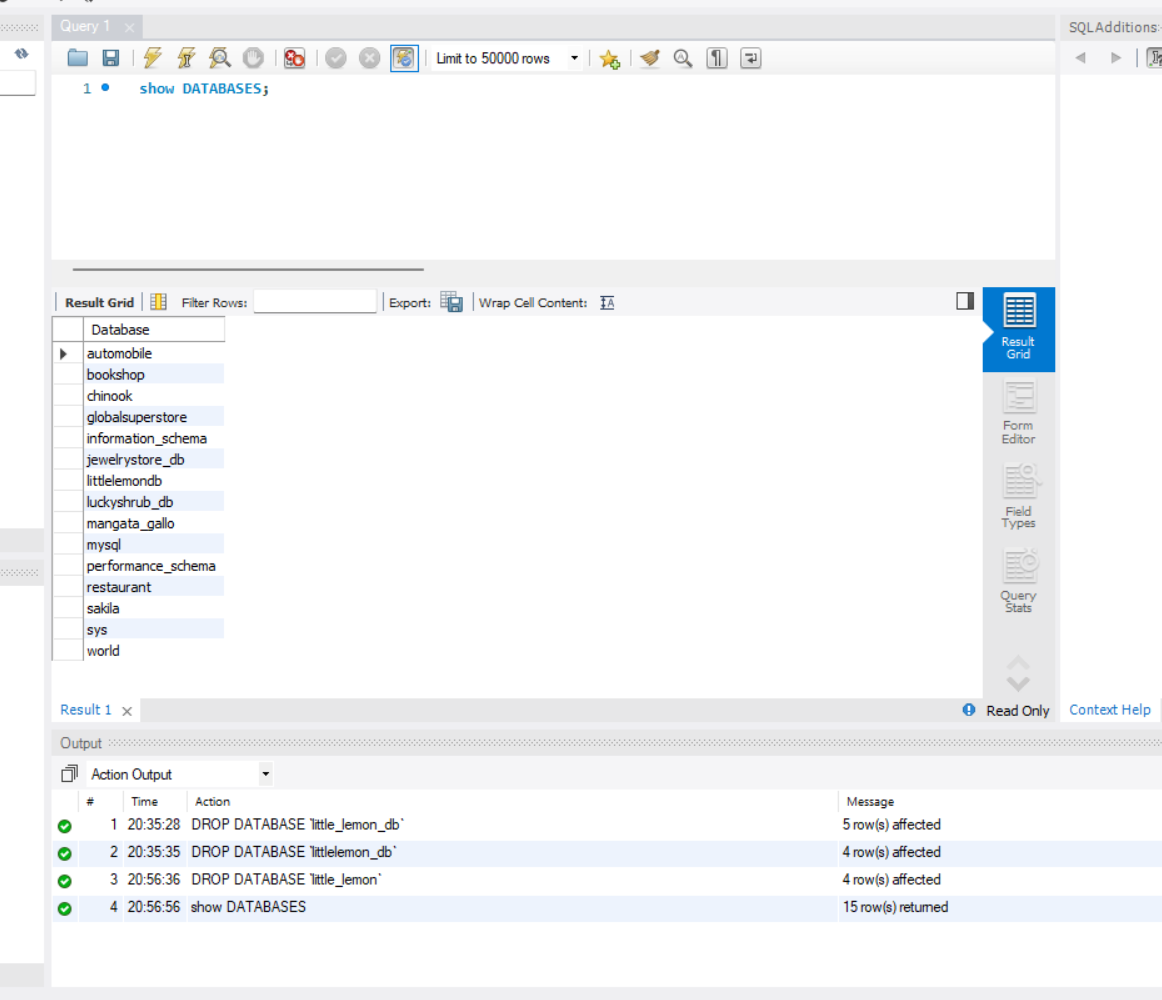 Query 1
SQLAdditions
Limit to 50000 rows
1 show DATABASES;
Result Grid Filter Rows: Export: Wrap Cell Content:
Database
automobile
bookshop
chinook
globalsuperstore
information_schema
jewelrystore_db
littlelemondb
luckyshrub_db
mangata_gallo
mysql
performance_schema
restaurant
sakila
sys
world
Result
Grid
Form
Editor
Field
Types
Query
Stats
Result 1 Read Only Context Help
Output
Action Output
# Time Action Message
1 20:35:28 DROP DATABASE `little_lemon_db` 5 row(s) affected
2 20:35:35 DROP DATABASE `littlelemon_db` 4 row(s) affected
3 20:56:36 DROP DATABASE `little_lemon` 4 row(s) affected
4 20:56:56 show DATABASES 15 row(s) returned